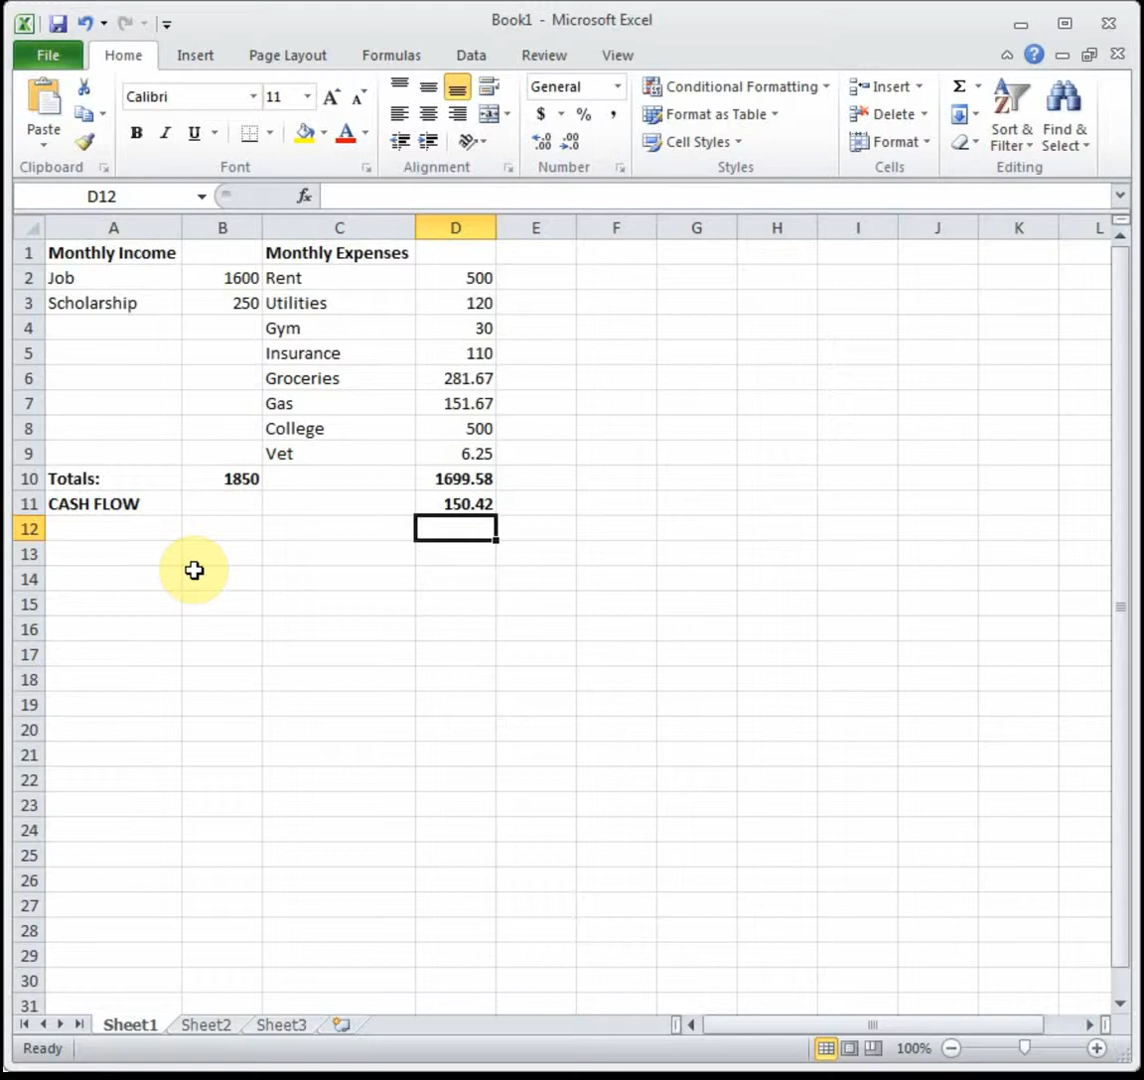 Book1 - Microsoft Excel
File Home Insert Page Layout Formulas Data Review View
Calibri 11 A A General Conditional Formatting Insert Σ
Paste B I U A $ % , Format as Table Delete Sort & Filter Find & Select
Cell Styles Format
Clipboard Font Alignment Number Styles Cells Editing
D12 fx
A B C D E F G H I J K L
1 Monthly Income Monthly Expenses
2 Job 1600 Rent 500
3 Scholarship 250 Utilities 120
4 Gym 30
5 Insurance 110
6 Groceries 281.67
7 Gas 151.67
8 College 500
9 Vet 6.25
10 Totals: 1850 1699.58
11 CASH FLOW 150.42
12
13
14
15
16
17
18
19
20
21
22
23
24
25
26
27
28
29
30
31
Sheet1 Sheet2 Sheet3
Ready 100%